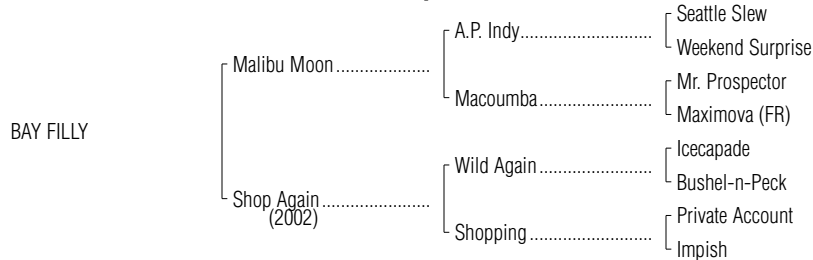 Seattle Slew
A.P. Indy..............................
Weekend Surprise
Malibu Moon.....................
Mr. Prospector
Macoumba..........................
Maximova (FR)
BAY FILLY
Icecapade
Wild Again..........................
Bushel-n-Peck
Shop Again........................
(2002)
Private Account
Shopping............................
Impish